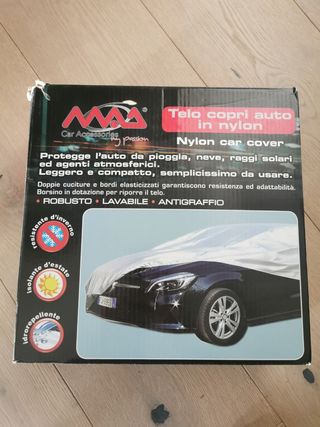 MAA®
Car Accessories
by passion
Telo copri auto
in nylon
Nylon car cover
Protegge l'auto da pioggia, neve, raggi solari
ed agenti atmosferici.
Leggero e compatto, semplicissimo da usare.
Doppie cuciture e bordi elasticizzati garantiscono resistenza ed adattabilità.
Borsino in dotazione per riporre il telo.
• ROBUSTO • LAVABILE • ANTIGRAFFIO
resistente d'inverno
isolante d'estate
idrorepellente